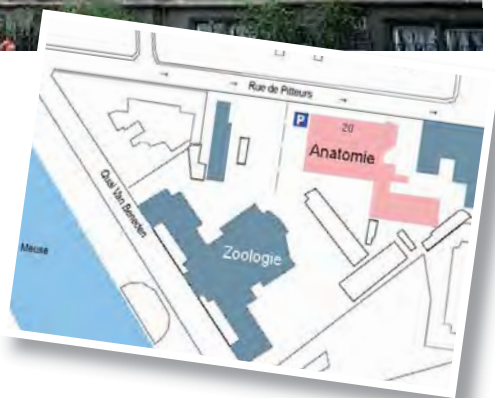 Rue de Pitteurs
P
20
Anatomie
Quai Van Beneden
Zoologie
Meuse